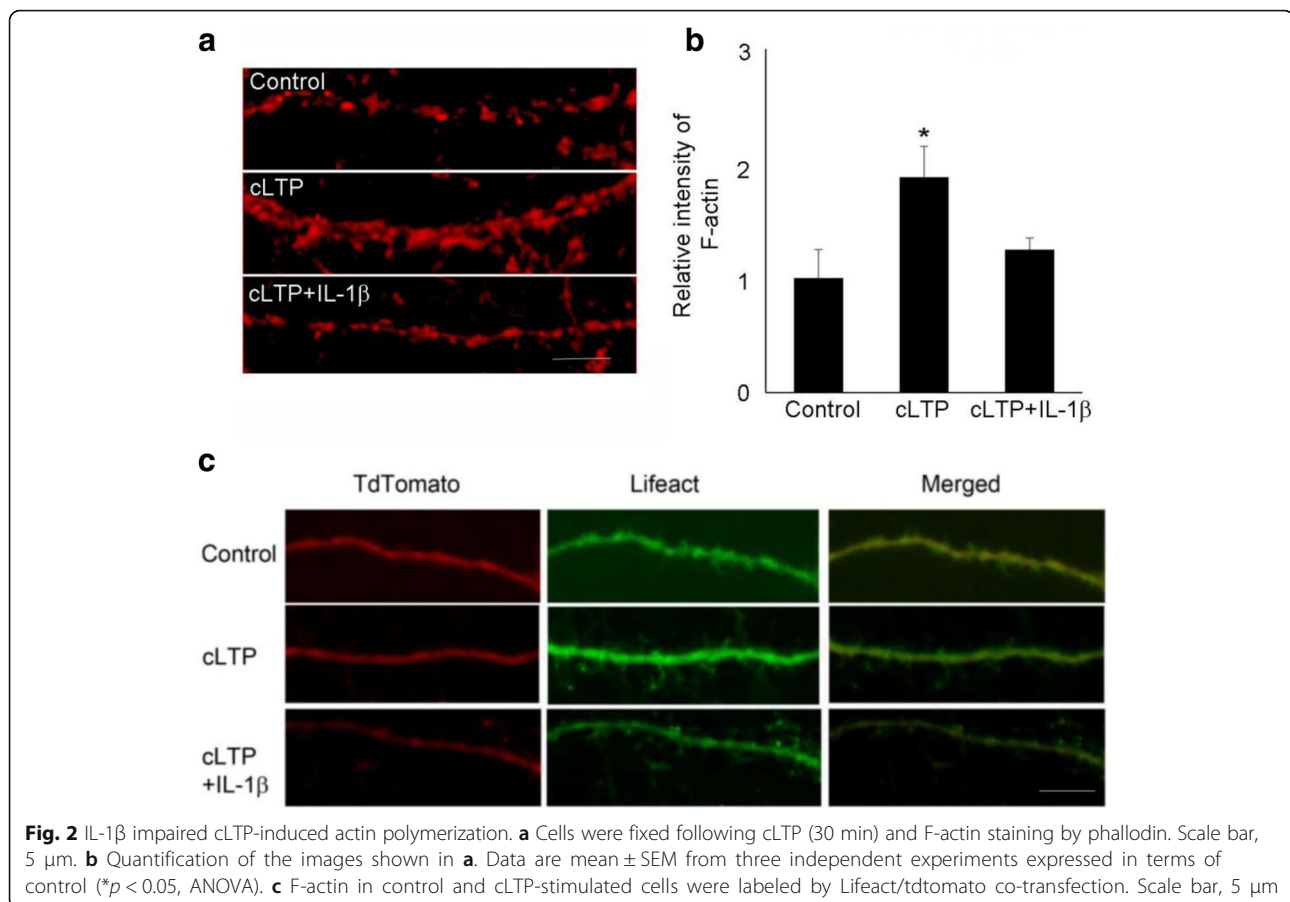 a
Control
cLTP
cLTP+IL-1β
b
Relative intensity of
F-actin
3
2
1
0
*
Control cLTP cLTP+IL-1β
c
TdTomato Lifeact Merged
Control
cLTP
cLTP
+IL-1β
Fig. 2 IL-1β impaired cLTP-induced actin polymerization. a Cells were fixed following cLTP (30 min) and F-actin staining by phallodin. Scale bar,
5 μm. b Quantification of the images shown in a. Data are mean ± SEM from three independent experiments expressed in terms of
control (*p < 0.05, ANOVA). c F-actin in control and cLTP-stimulated cells were labeled by Lifeact/tdtomato co-transfection. Scale bar, 5 μm